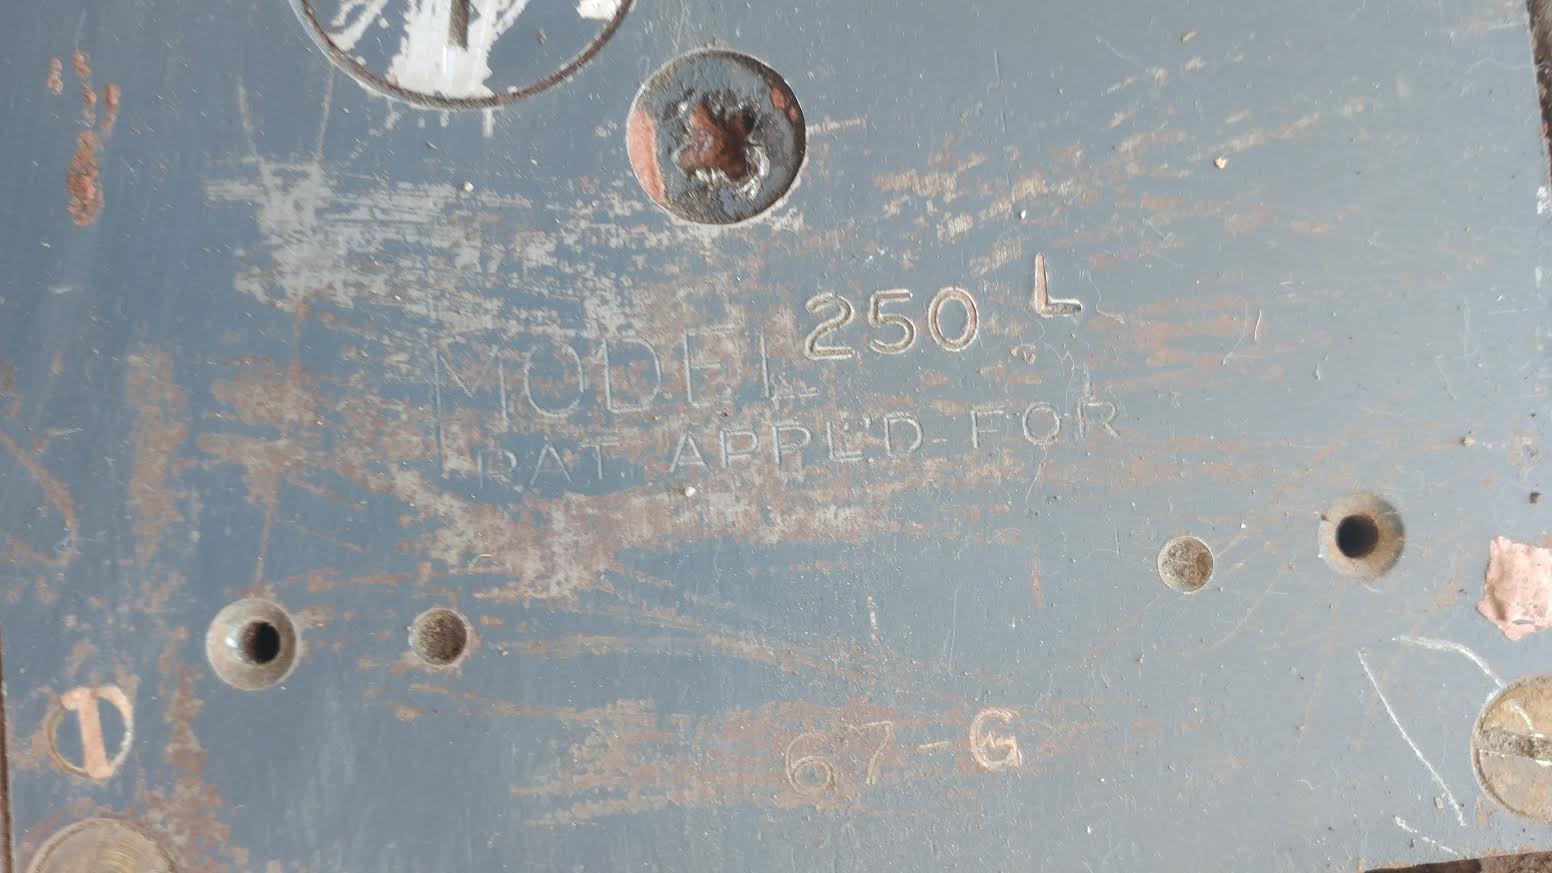 MODEL 250 L
PAT. APPL'D. FOR
67-G